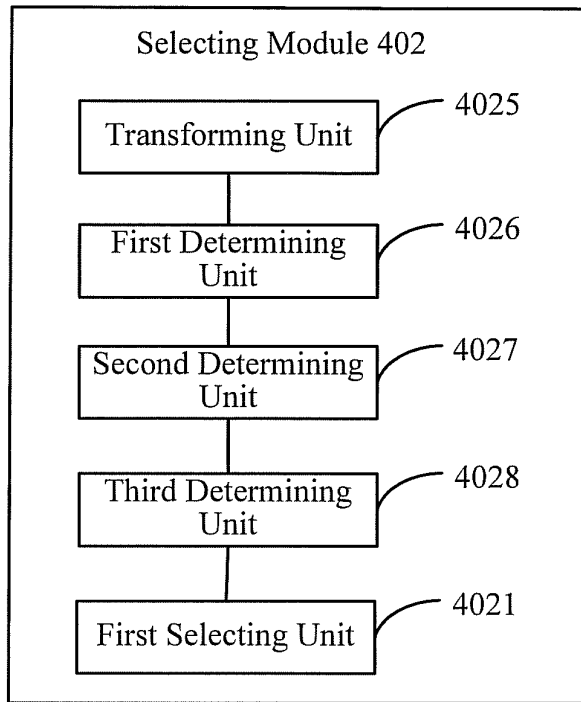 Selecting Module 402
4025
Transforming Unit
4026
First Determining
Unit
4027
Second Determining
Unit
4028
Third Determining
Unit
4021
First Selecting Unit